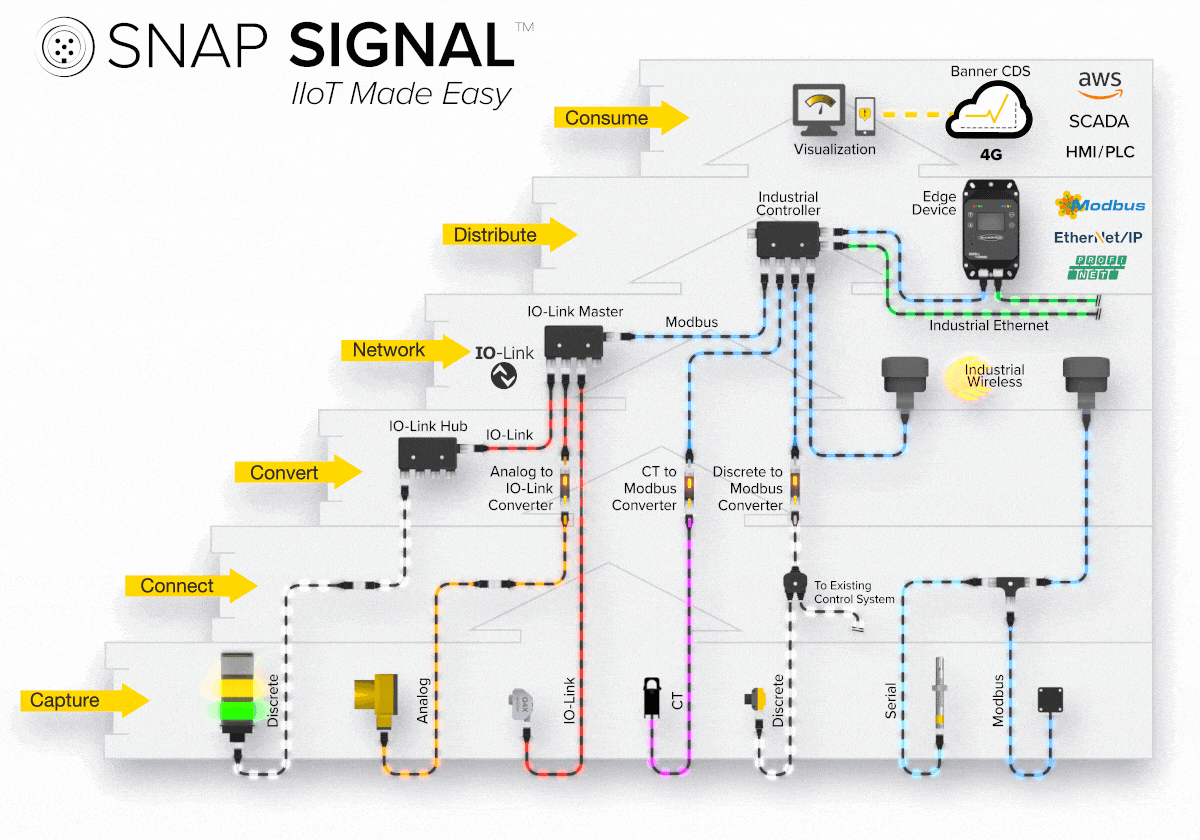 SNAP SIGNAL™
IIoT Made Easy
Consume
Visualization
Banner CDS
4G
aws
SCADA
HMI/PLC
Distribute
Industrial
Controller
Edge
Device
Modbus
EtherNet/IP
PROFI
NET
Industrial Ethernet
Network
IO-Link
IO-Link Master
Modbus
Industrial
Wireless
Convert
IO-Link Hub
IO-Link
Analog to
IO-Link
Converter
CT to
Modbus
Converter
Discrete to
Modbus
Converter
Connect
To Existing
Control System
Capture
Discrete
Analog
IO-Link
CT
Discrete
Serial
Modbus